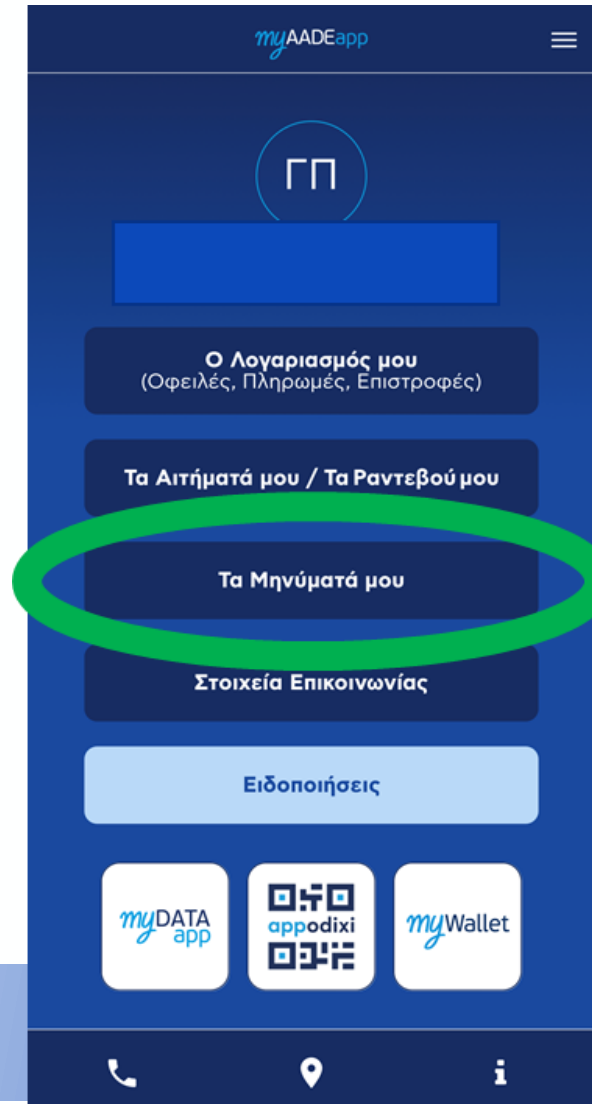 myAADEapp
ΓΠ
Ο Λογαριασμός μου
(Οφειλές, Πληρωμές, Επιστροφές)
Τα Αιτήματά μου / Τα Ραντεβού μου
Τα Μηνύματά μου
Στοιχεία Επικοινωνίας
Ειδοποιήσεις
myDATA
app
appodixi
myWallet